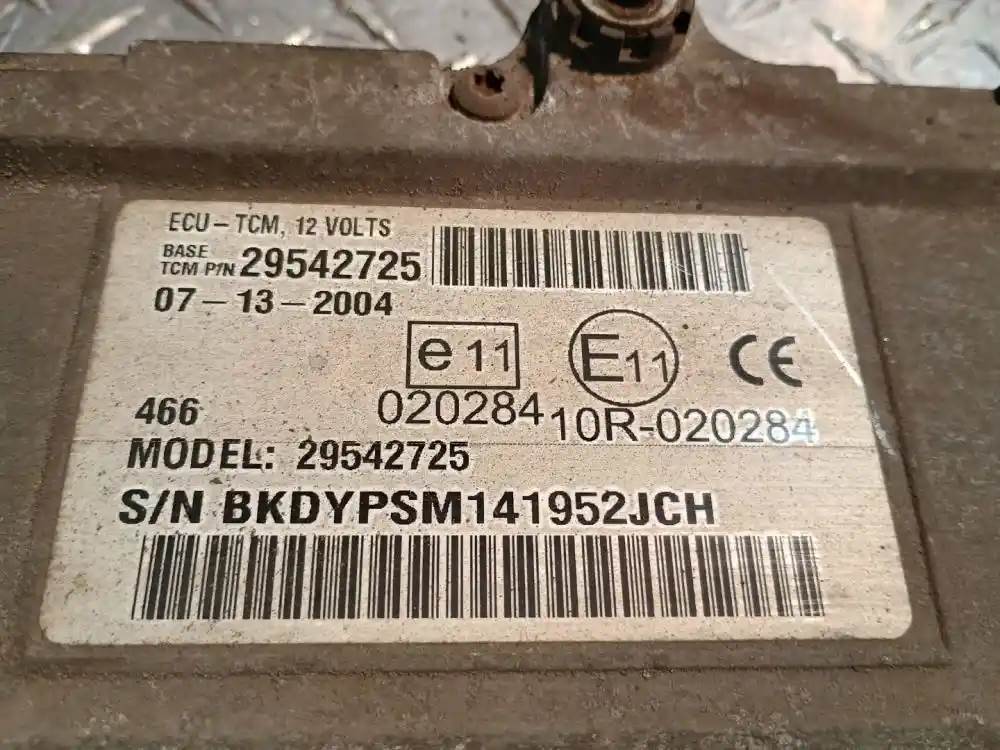 ECU-TCM, 12 VOLTS
BASE
TCM P/N 29542725
07-13-2004
e 11
E11
CE
020284
10R-020284
466
MODEL: 29542725
S/N BKDYPSM141952JCH